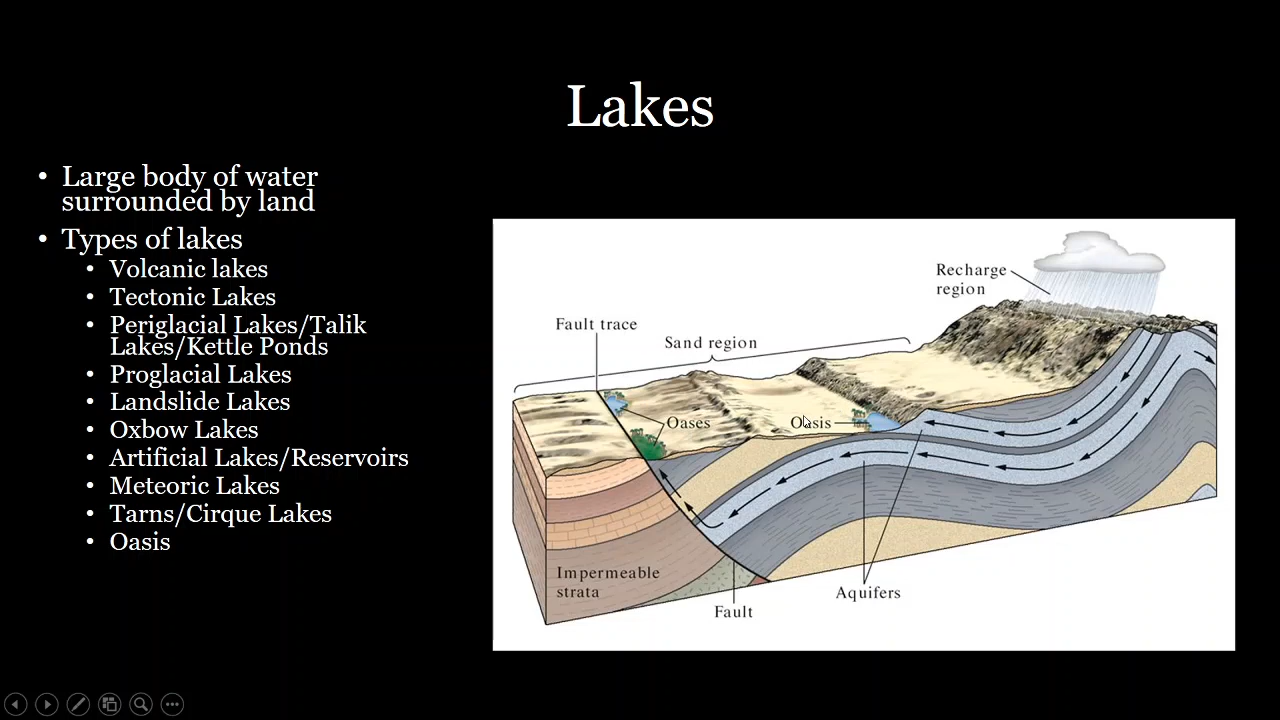 Lakes
• Large body of water
surrounded by land
• Types of lakes
• Volcanic lakes
• Tectonic Lakes
• Periglacial Lakes/Talik
Lakes/Kettle Ponds
• Proglacial Lakes
• Landslide Lakes
• Oxbow Lakes
• Artificial Lakes/Reservoirs
• Meteoric Lakes
• Tarns/Cirque Lakes
• Oasis
Recharge
region
Fault trace
Sand region
Oases
Oasis
Impermeable
strata
Fault
Aquifers